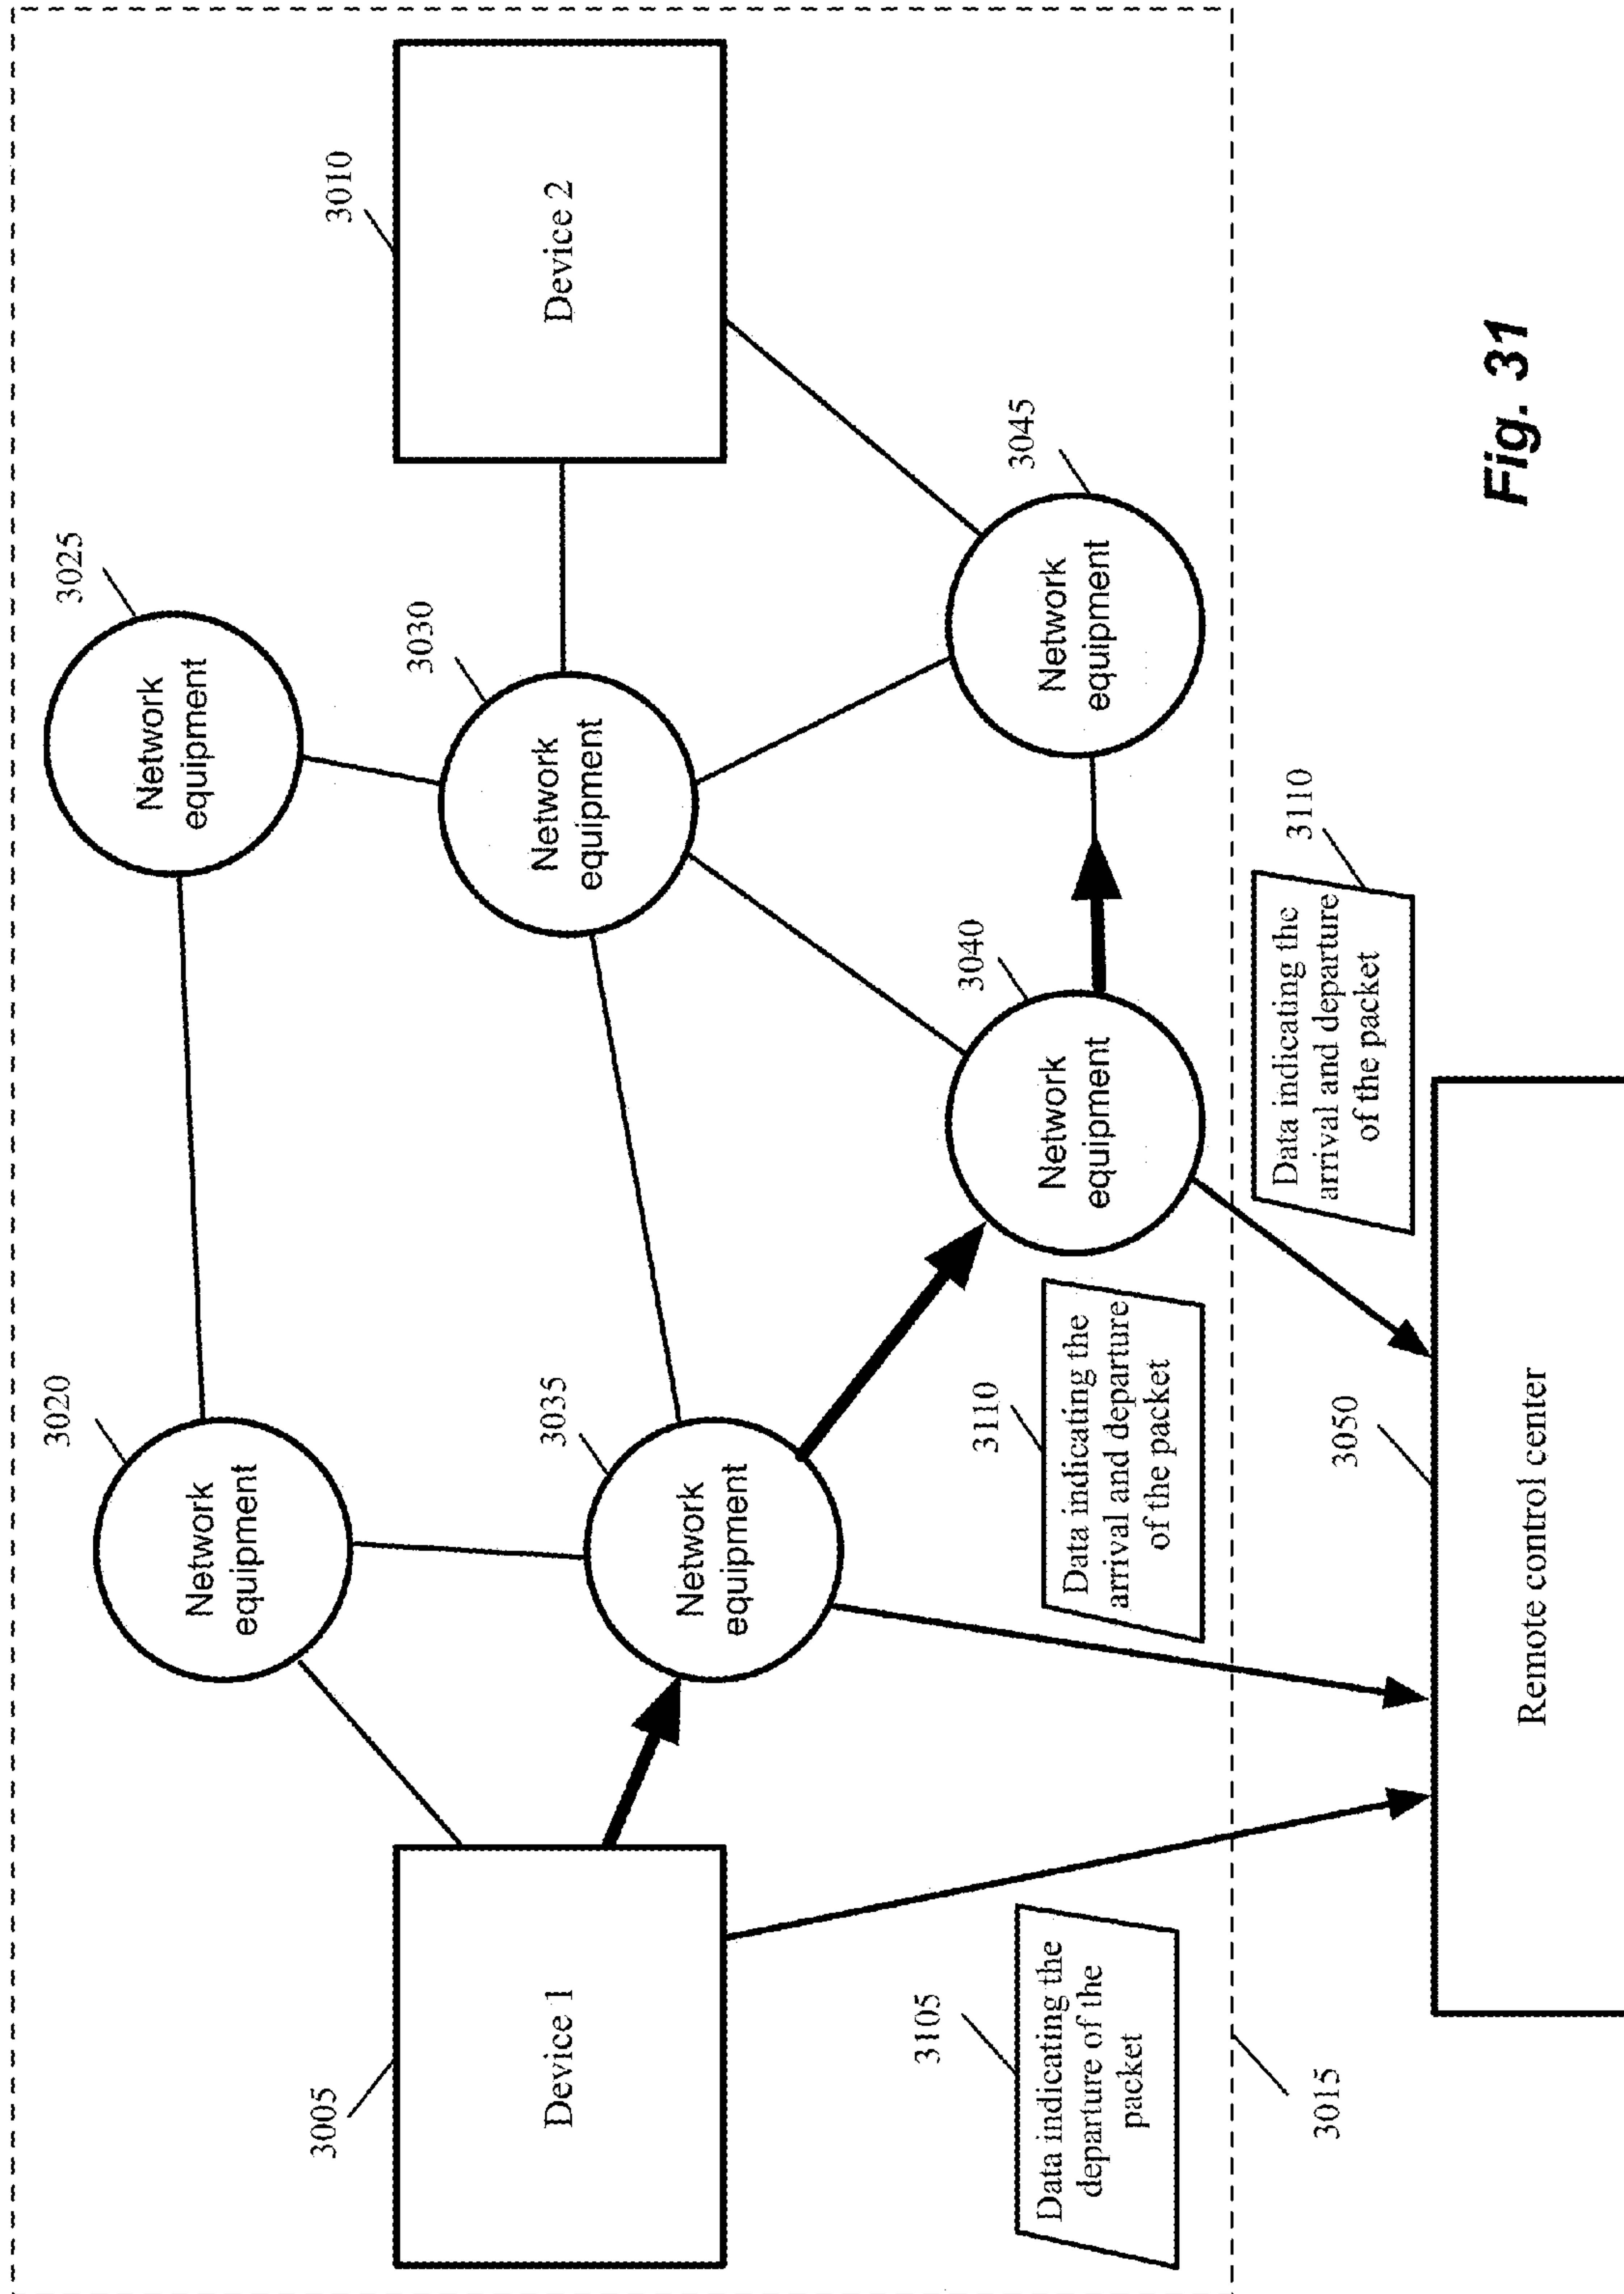 3020
3025
Network
equipment
Network
equipment
3005
3035
3030
3010
Device 1
Network
equipment
Network
equipment
Device 2
3105
3110
3040
3045
Data indicating the
departure of the
packet
Data indicating the
arrival and departure
of the packet
Network
equipment
Network
equipment
3015
3050
3110
Data indicating the
arrival and departure
of the packet
Remote control center
Fig. 31